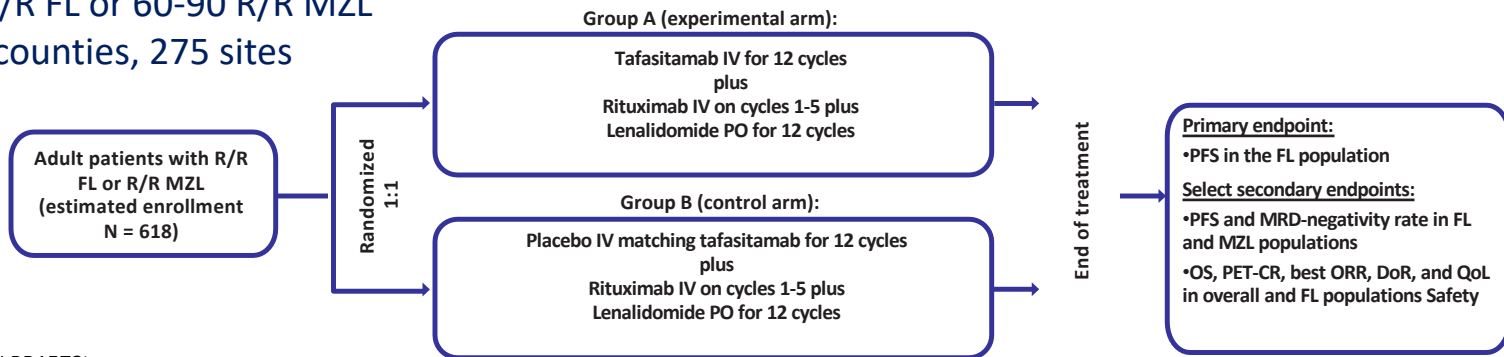 /R FL or 60-90 R/R MZL
counties, 275 sites
Adult patients with R/R
FL or R/R MZL
(estimated enrollment
N = 618)
Randomized
1:1
Group A (experimental arm):
Tafasitamab IV for 12 cycles
plus
Rituximab IV on cycles 1-5 plus
Lenalidomide PO for 12 cycles
Group B (control arm):
Placebo IV matching tafasitamab for 12 cycles
plus
Rituximab IV on cycles 1-5 plus
Lenalidomide PO for 12 cycles
End of treatment
Primary endpoint:
•PFS in the FL population
Select secondary endpoints:
•PFS and MRD-negativity rate in FL
and MZL populations
•OS, PET-CR, best ORR, DoR, and QoL
in overall and FL populations Safety